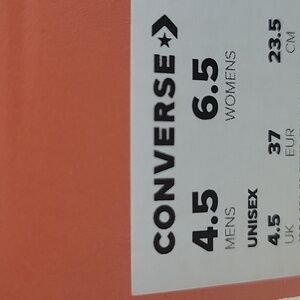 CONVERSE
4.5 6.5
MENS WOMENS
UNISEX
4.5 37 23.5
UK EUR CM